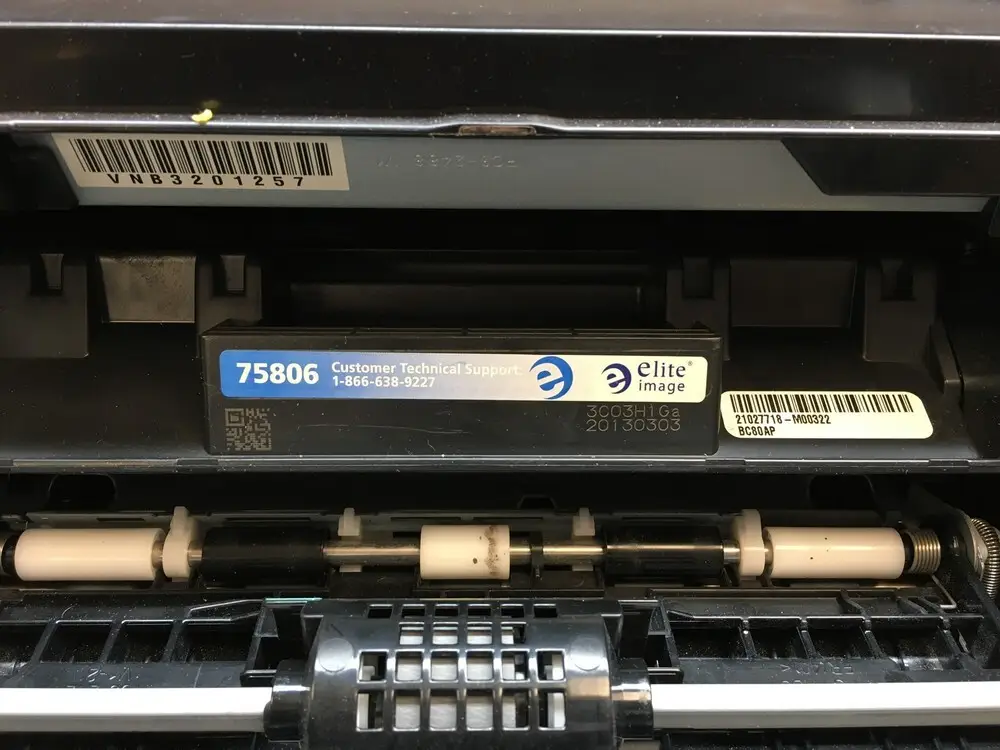 VNB3201257
75806
Customer Technical Support:
1-866-638-9227
elite®
image
3C03H1Ga
20130303
21027718-M00322
BC80AP